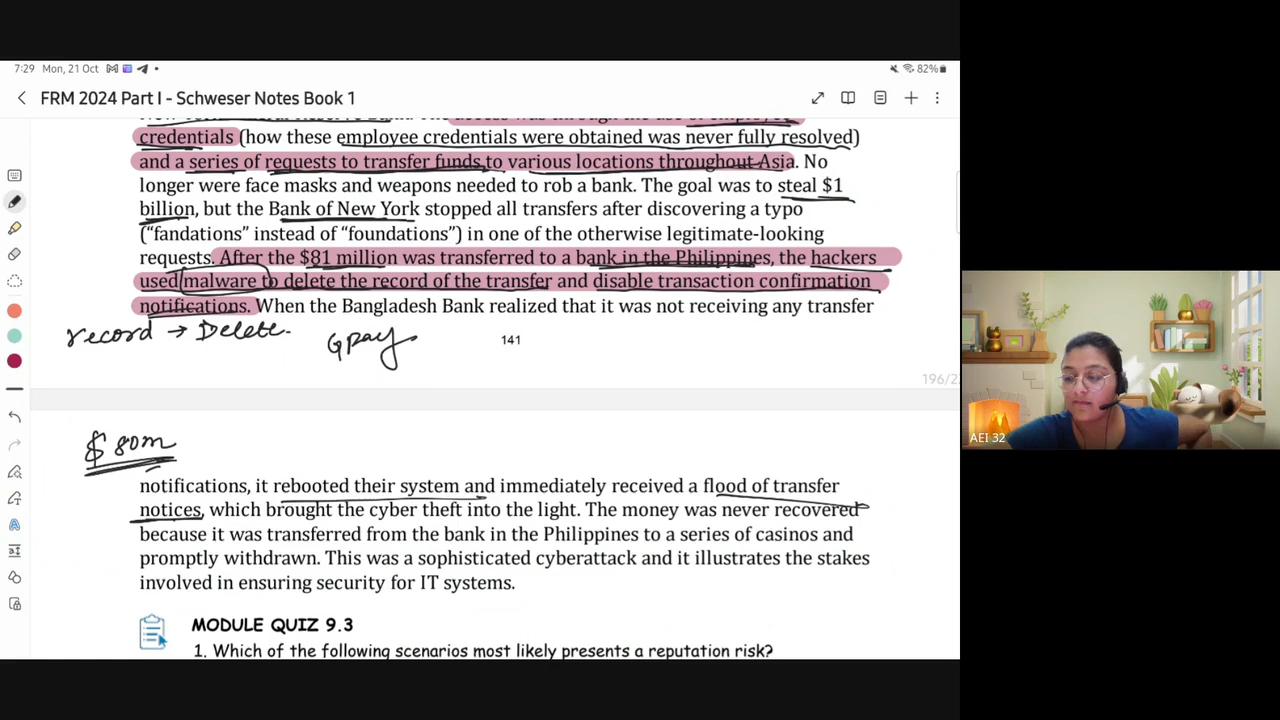 7:29 Mon, 21 Oct
82%
FRM 2024 Part I - Schweser Notes Book 1
credentials (how these employee credentials were obtained was never fully resolved)
and a series of requests to transfer funds to various locations throughout Asia. No
longer were face masks and weapons needed to rob a bank. The goal was to steal $1
billion, but the Bank of New York stopped all transfers after discovering a typo
(“fandations” instead of “foundations”) in one of the otherwise legitimate-looking
requests. After the $81 million was transferred to a bank in the Philippines, the hackers
used malware to delete the record of the transfer and disable transaction confirmation
notifications. When the Bangladesh Bank realized that it was not receiving any transfer
record → Delete.
Gpay
141
196/2
$ 80m
notifications, it rebooted their system and immediately received a flood of transfer
notices, which brought the cyber theft into the light. The money was never recovered
because it was transferred from the bank in the Philippines to a series of casinos and
promptly withdrawn. This was a sophisticated cyberattack and it illustrates the stakes
involved in ensuring security for IT systems.
MODULE QUIZ 9.3
1. Which of the following scenarios most likely presents a reputation risk?
AEI 32